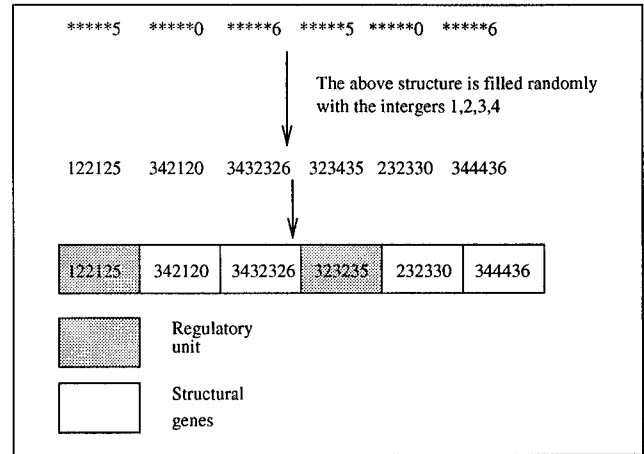 *****5 *****0 *****6 *****5 *****0 *****6
The above structure is filled randomly
with the intergers 1,2,3,4
122125 342120 3432326 323435 232330 344436
122125 342120 3432326 323235 232330 344436
Regulatory
unit
Structural
genes